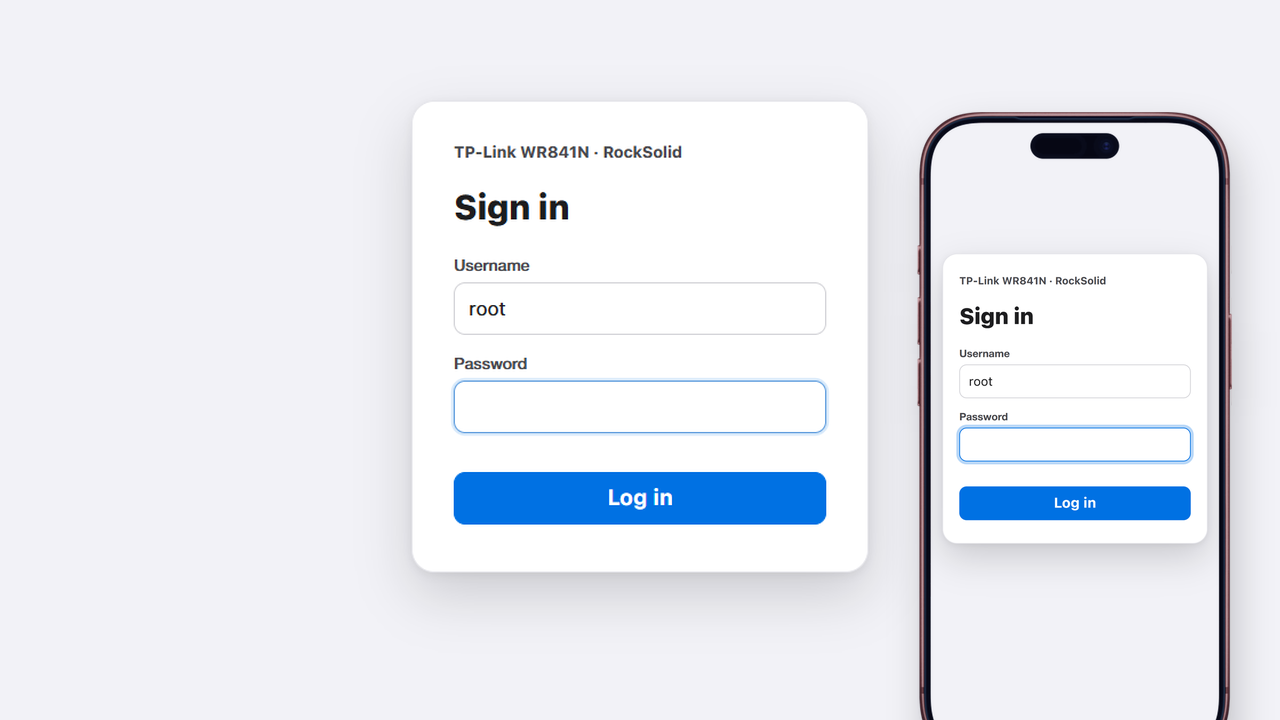 TP-Link WR841N · RockSolid
Sign in
Username
root
Password
Log in
TP-Link WR841N · RockSolid
Sign in
Username
root
Password
Log in